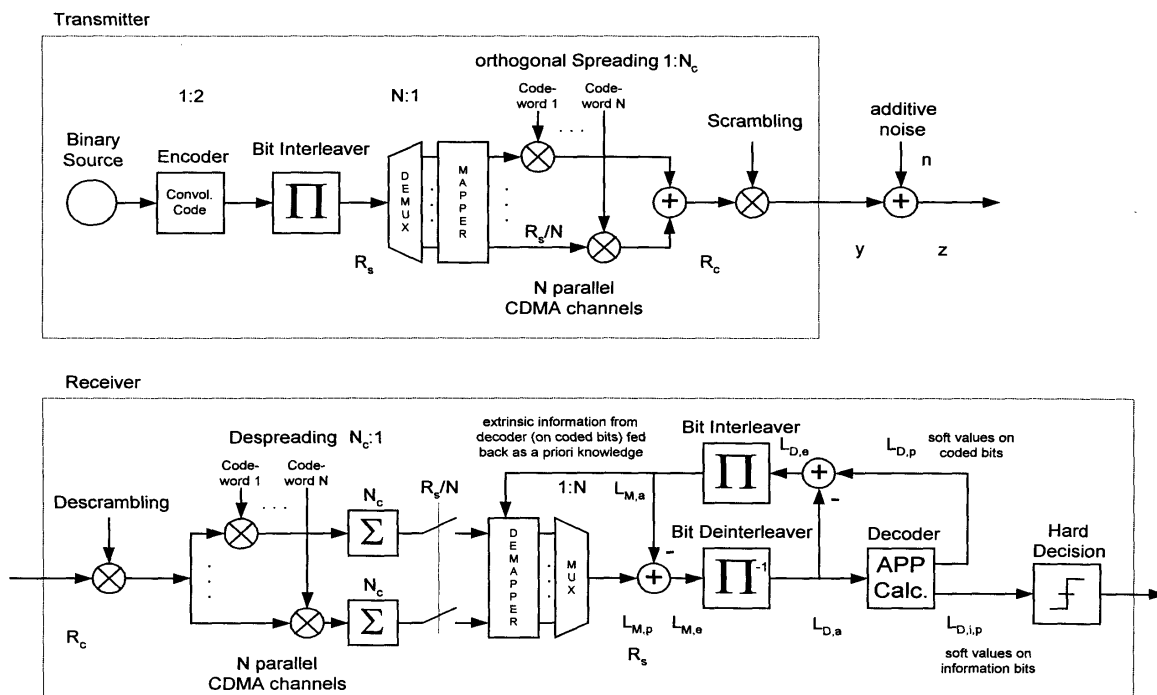 Transmitter
orthogonal Spreading 1:N_c
1:2
N:1
Code-
word 1
Code-
word N
Scrambling
additive
noise
Binary
Source
Encoder
Bit Interleaver
Convol.
Code
Π
DEMUX
MAPPER
n
R_s
R_s/N
R_c
y
z
N parallel
CDMA channels
Receiver
Despreading N_c:1
extrinsic information from
decoder (on coded bits) fed
back as a priori knowledge
Bit Interleaver
Π
L_D,e
L_D,p
soft values on
coded bits
Code-
word 1
Code-
word N
Descrambling
N_c
Σ
R_s/N
1:N
L_M,a
-
-
Bit Deinterleaver
Π^-1
Decoder
APP
Calc.
Hard
Decision
DEMAPPER
MUX
N_c
Σ
R_c
N parallel
CDMA channels
L_M,p
L_M,e
R_s
L_D,a
L_D,i,p
soft values on
information bits